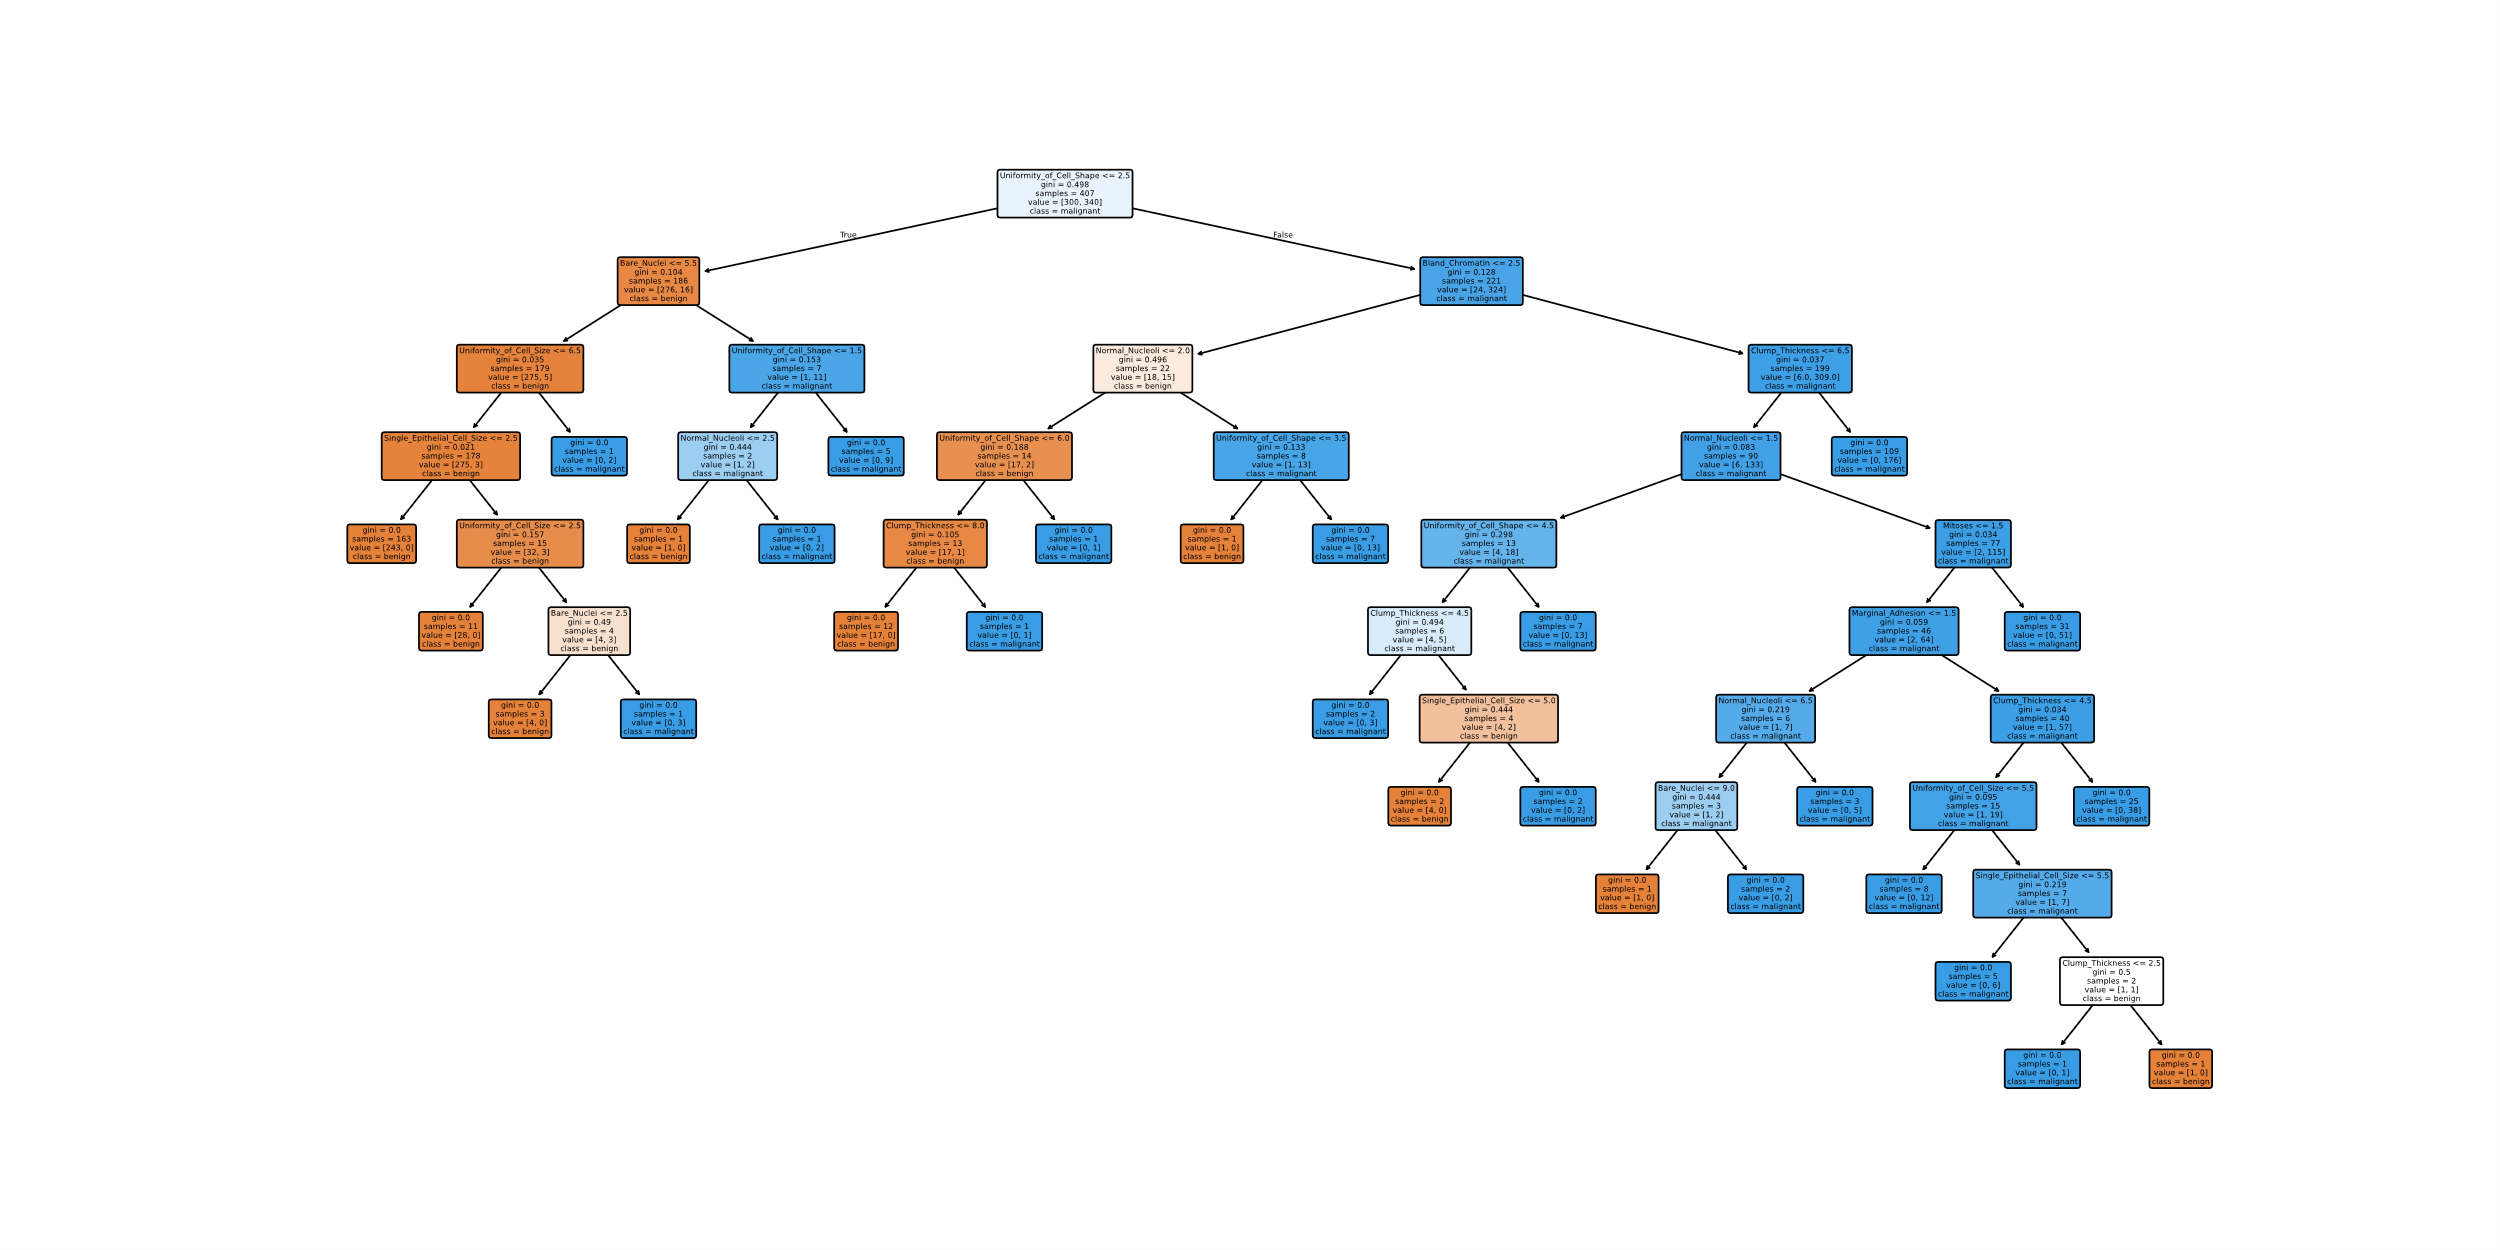 Uniformity_of_Cell_Shape <= 2.5
gini = 0.498
samples = 407
value = [300, 340]
class = malignant
True
False
Bare_Nuclei <= 5.5
gini = 0.104
samples = 186
value = [276, 16]
class = benign
Bland_Chromatin <= 2.5
gini = 0.128
samples = 221
value = [24, 324]
class = malignant
Uniformity_of_Cell_Size <= 6.5
gini = 0.035
samples = 179
value = [275, 5]
class = benign
Uniformity_of_Cell_Shape <= 1.5
gini = 0.153
samples = 7
value = [1, 11]
class = malignant
Normal_Nucleoli <= 2.0
gini = 0.496
samples = 22
value = [18, 15]
class = benign
Clump_Thickness <= 6.5
gini = 0.037
samples = 199
value = [6.0, 309.0]
class = malignant
Single_Epithelial_Cell_Size <= 2.5
gini = 0.021
samples = 178
value = [275, 3]
class = benign
gini = 0.0
samples = 1
value = [0, 2]
class = malignant
Normal_Nucleoli <= 2.5
gini = 0.444
samples = 2
value = [1, 2]
class = malignant
gini = 0.0
samples = 5
value = [0, 9]
class = malignant
Uniformity_of_Cell_Shape <= 6.0
gini = 0.188
samples = 14
value = [17, 2]
class = benign
Uniformity_of_Cell_Shape <= 3.5
gini = 0.133
samples = 8
value = [1, 13]
class = malignant
Normal_Nucleoli <= 1.5
gini = 0.083
samples = 90
value = [6, 133]
class = malignant
gini = 0.0
samples = 109
value = [0, 176]
class = malignant
gini = 0.0
samples = 163
value = [243, 0]
class = benign
Uniformity_of_Cell_Size <= 2.5
gini = 0.157
samples = 15
value = [32, 3]
class = benign
gini = 0.0
samples = 1
value = [1, 0]
class = benign
gini = 0.0
samples = 1
value = [0, 2]
class = malignant
Clump_Thickness <= 8.0
gini = 0.105
samples = 13
value = [17, 1]
class = benign
gini = 0.0
samples = 1
value = [0, 1]
class = malignant
gini = 0.0
samples = 1
value = [1, 0]
class = benign
gini = 0.0
samples = 7
value = [0, 13]
class = malignant
Uniformity_of_Cell_Shape <= 4.5
gini = 0.298
samples = 13
value = [4, 18]
class = malignant
Mitoses <= 1.5
gini = 0.034
samples = 77
value = [2, 115]
class = malignant
gini = 0.0
samples = 11
value = [28, 0]
class = benign
Bare_Nuclei <= 2.5
gini = 0.49
samples = 4
value = [4, 3]
class = benign
gini = 0.0
samples = 12
value = [17, 0]
class = benign
gini = 0.0
samples = 1
value = [0, 1]
class = malignant
Clump_Thickness <= 4.5
gini = 0.494
samples = 6
value = [4, 5]
class = malignant
gini = 0.0
samples = 7
value = [0, 13]
class = malignant
Marginal_Adhesion <= 1.5
gini = 0.059
samples = 46
value = [2, 64]
class = malignant
gini = 0.0
samples = 31
value = [0, 51]
class = malignant
gini = 0.0
samples = 3
value = [4, 0]
class = benign
gini = 0.0
samples = 1
value = [0, 3]
class = malignant
gini = 0.0
samples = 2
value = [0, 3]
class = malignant
Single_Epithelial_Cell_Size <= 5.0
gini = 0.444
samples = 4
value = [4, 2]
class = benign
Normal_Nucleoli <= 6.5
gini = 0.219
samples = 6
value = [1, 7]
class = malignant
Clump_Thickness <= 4.5
gini = 0.034
samples = 40
value = [1, 57]
class = malignant
gini = 0.0
samples = 2
value = [4, 0]
class = benign
gini = 0.0
samples = 2
value = [0, 2]
class = malignant
Bare_Nuclei <= 9.0
gini = 0.444
samples = 3
value = [1, 2]
class = malignant
gini = 0.0
samples = 3
value = [0, 5]
class = malignant
Uniformity_of_Cell_Size <= 5.5
gini = 0.095
samples = 15
value = [1, 19]
class = malignant
gini = 0.0
samples = 25
value = [0, 38]
class = malignant
gini = 0.0
samples = 1
value = [1, 0]
class = benign
gini = 0.0
samples = 2
value = [0, 2]
class = malignant
gini = 0.0
samples = 8
value = [0, 12]
class = malignant
Single_Epithelial_Cell_Size <= 5.5
gini = 0.219
samples = 7
value = [1, 7]
class = malignant
gini = 0.0
samples = 5
value = [0, 6]
class = malignant
Clump_Thickness <= 2.5
gini = 0.5
samples = 2
value = [1, 1]
class = benign
gini = 0.0
samples = 1
value = [0, 1]
class = malignant
gini = 0.0
samples = 1
value = [1, 0]
class = benign